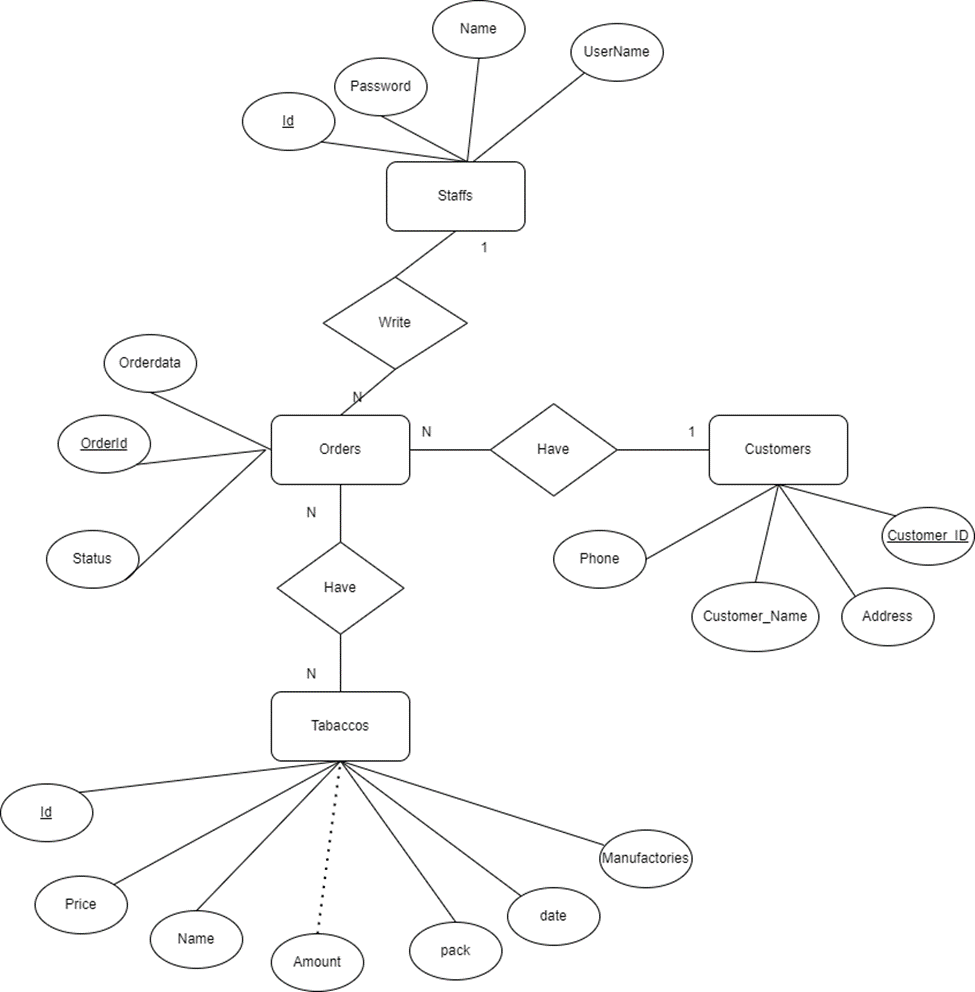 Name
UserName
Password
Id
Staffs
1
Write
Orderdata
N
N
1
OrderId
Orders
Have
Customers
N
Customer_ID
Status
Phone
Have
Customer_Name
Address
N
Tabaccos
Id
Manufactories
Price
date
Name
pack
Amount